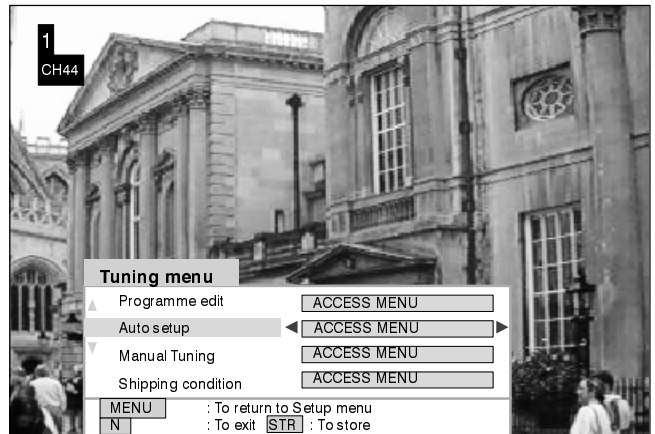 1
CH44
Tuning menu
Programme edit ACCESS MENU
Auto setup ACCESS MENU
Manual Tuning ACCESS MENU
Shipping condition ACCESS MENU
MENU : To return to Setup menu
N : To exit STR : To store